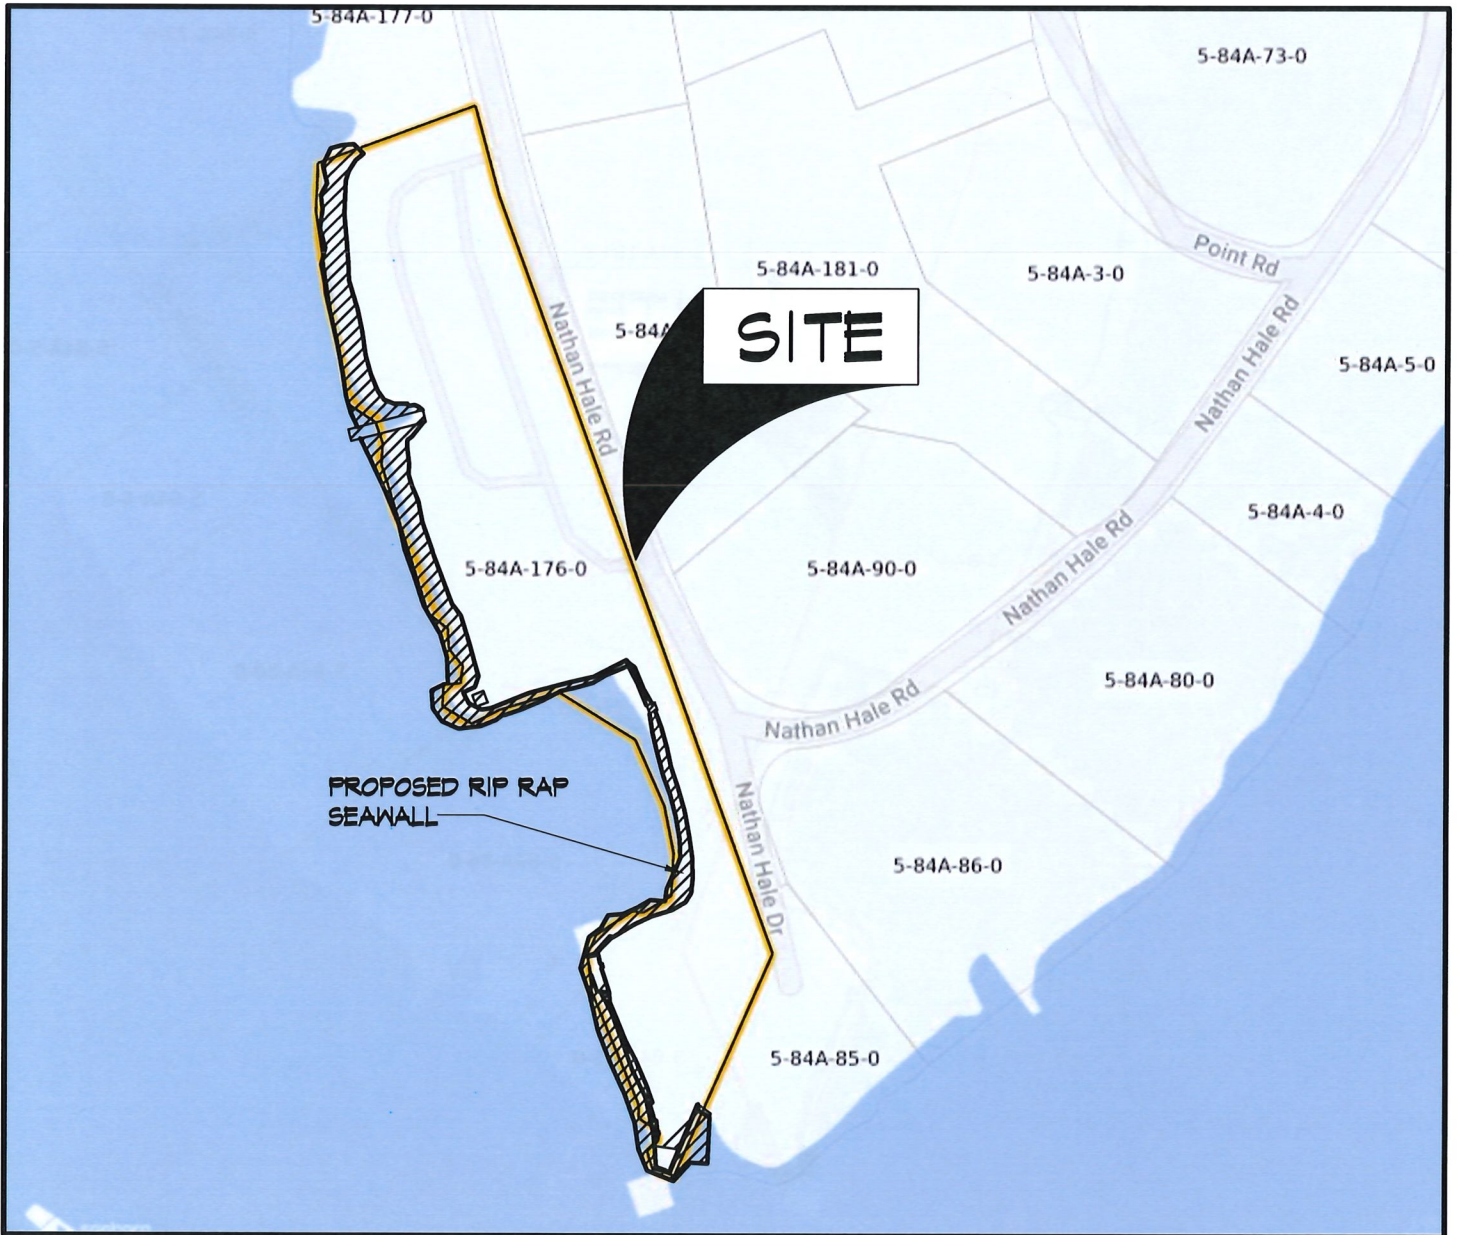 5-84A-177-0
5-84A-73-0
Point Rd
5-84A-181-0
5-84A-3-0
Nathan Hale Rd
5-84A
SITE
Nathan Hale Rd
5-84A-5-0
5-84A-4-0
5-84A-176-0
5-84A-90-0
Nathan Hale Rd
5-84A-80-0
Nathan Hale Rd
PROPOSED RIP RAP
SEAWALL
Nathan Hale Dr
5-84A-86-0
5-84A-85-0